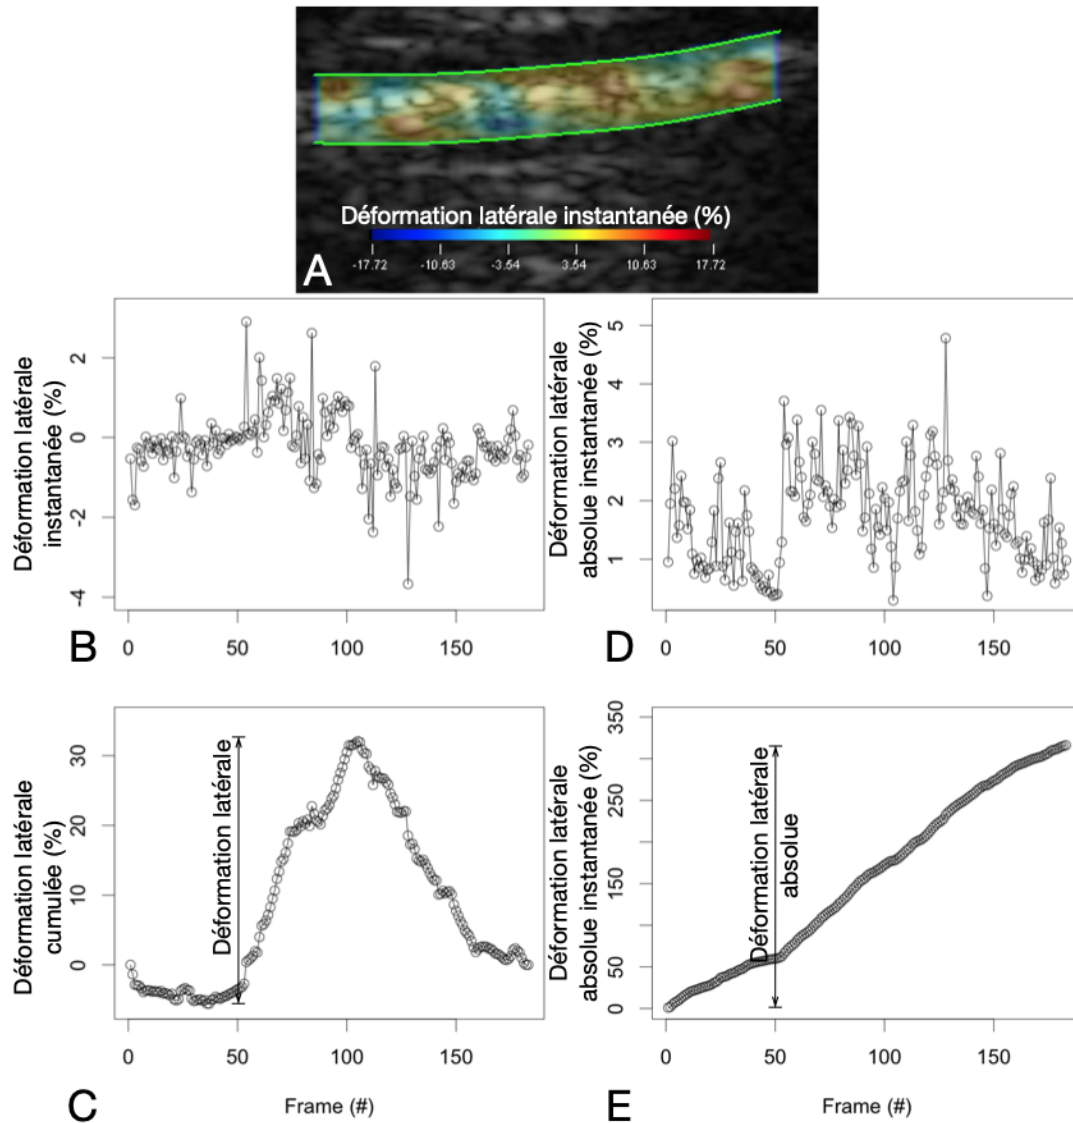 Déformation latérale instantanée (%)
-17.72 -10.63 -3.54 3.54 10.63 17.72
A
Déformation latérale
instantanée (%)
2
0
-2
-4
0 50 100 150
B
Déformation latérale
absolue instantanée (%)
5
4
3
2
1
0 50 100 150
D
Déformation latérale
cumulée (%)
30
20
10
0
Déformation latérale
0 50 100 150
Frame (#)
C
Déformation latérale
absolue instantanée (%)
350
250
150
50
0
Déformation latérale
absolue
0 50 100 150
Frame (#)
E